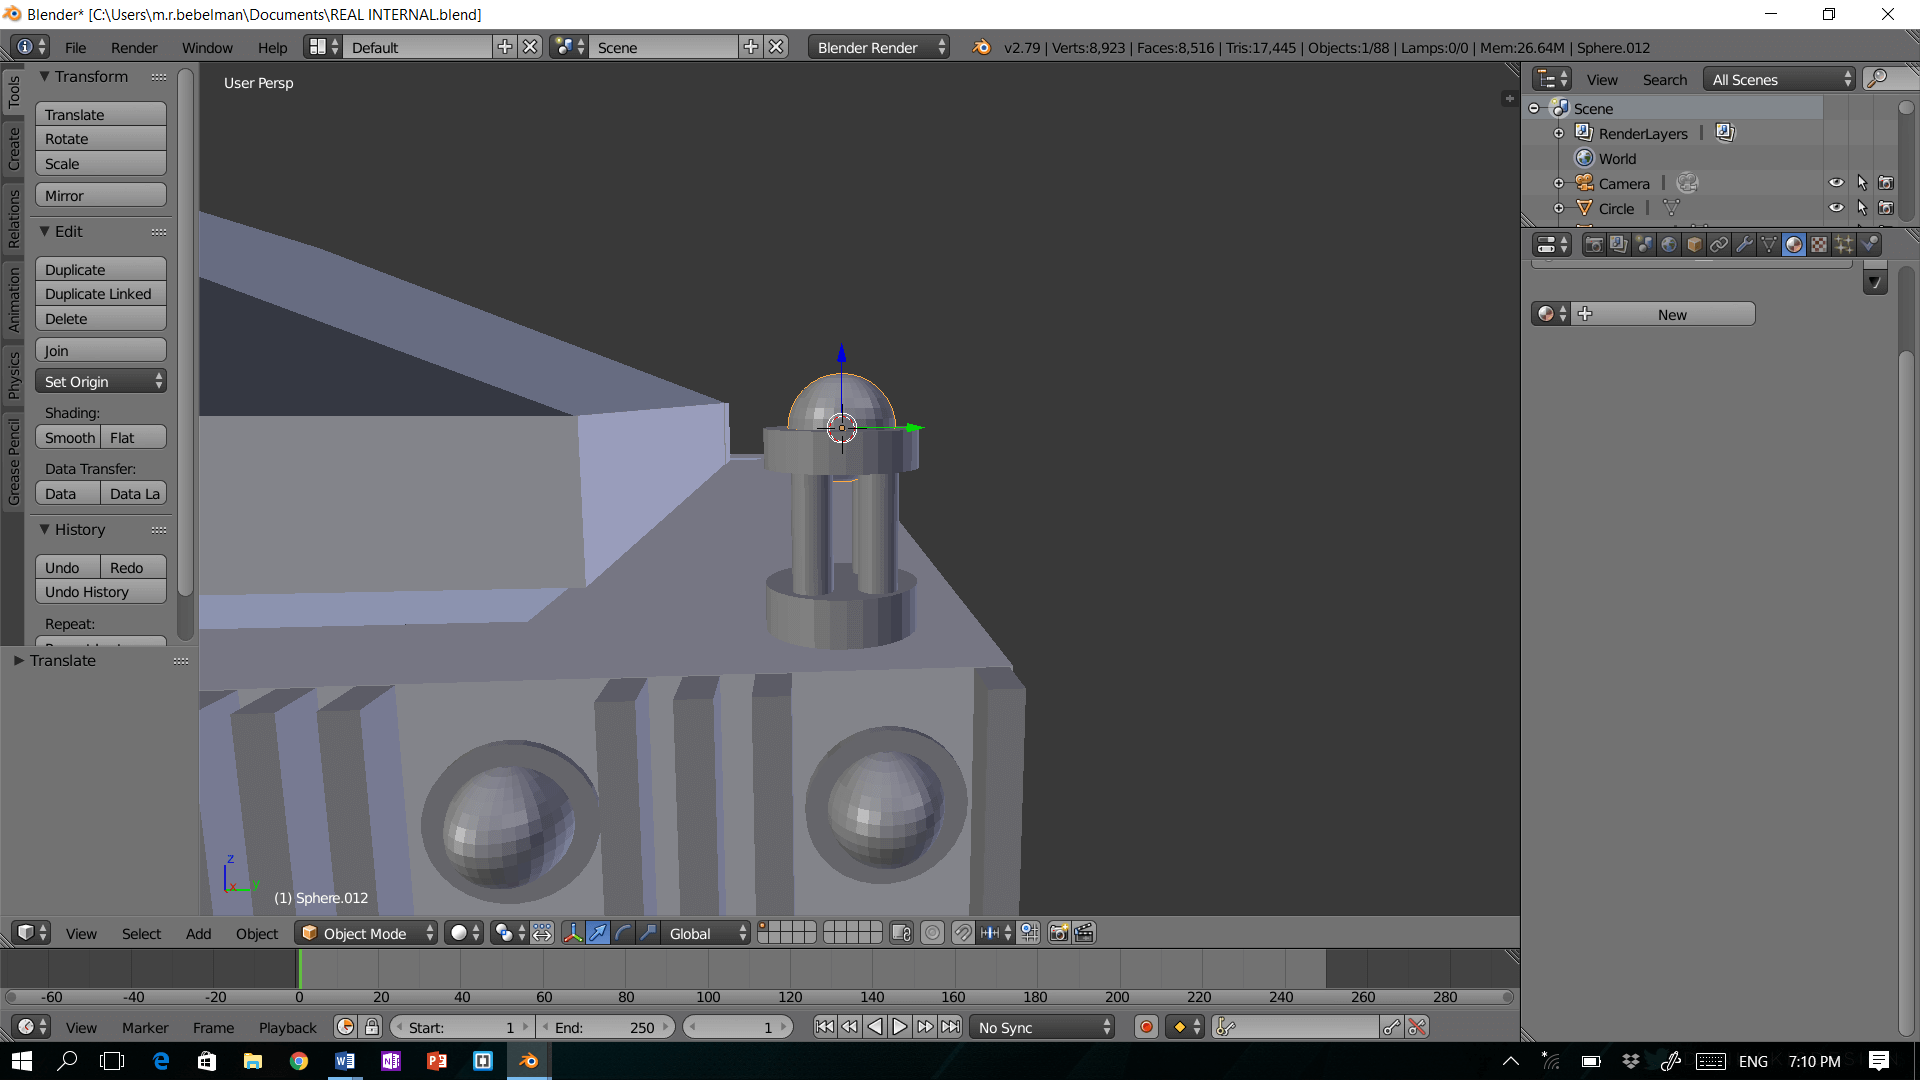 Blender* [C:\Users\m.r.bebelman\Documents\REAL INTERNAL.blend]
File Render Window Help Default Scene Blender Render v2.79 | Verts:8,923 | Faces:8,516 | Tris:17,445 | Objects:1/88 | Lamps:0/0 | Mem:26.64M | Sphere.012
Tools
Create
Relations
Animation
Physics
Grease Pencil
Transform
Translate
Rotate
Scale
Mirror
Edit
Duplicate
Duplicate Linked
Delete
Join
Set Origin
Shading:
Smooth Flat
Data Transfer:
Data Data La
History
Undo Redo
Undo History
Repeat:
Translate
User Persp
z
x y
(1) Sphere.012
View Search All Scenes
Scene
RenderLayers
World
Camera
Circle
New
View Select Add Object Object Mode Global
-60 -40 -20 0 20 40 60 80 100 120 140 160 180 200 220 240 260 280
View Marker Frame Playback Start: 1 End: 250 1 No Sync
ENG 7:10 PM